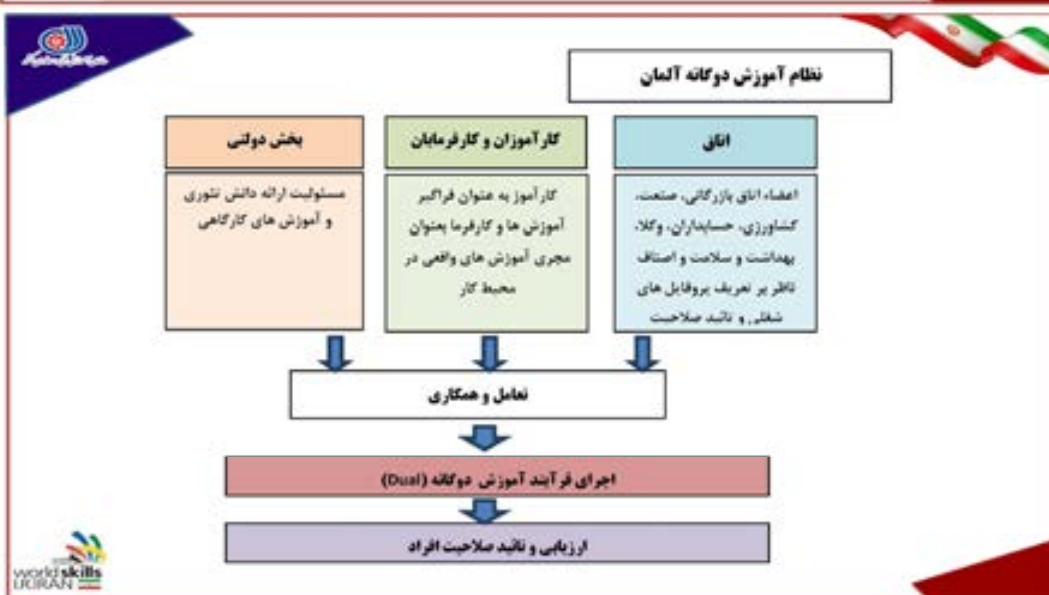 نظام آموزش دوگانه آلمان
اتاق
اعضاء اتاق بازرگانی، صنعت،
کشاورزی، حسابداران، وکلا،
بهداشت و سلامت و اصناف
ناظر بر تعریف پروفایل های
شغلی و تائید صلاحیت
کارآموزان و کارفرمایان
کارآموز به عنوان فراگیر
آموزش ها و کارفرما بعنوان
مجری آموزش های واقعی در
محیط کار
بخش دولتی
مسئولیت ارائه دانش تئوری
و آموزش های کارگاهی
تعامل و همکاری
اجرای فرآیند آموزش دوگانه (Dual)
ارزیابی و تائید صلاحیت افراد
worldskills
I.R.IRAN